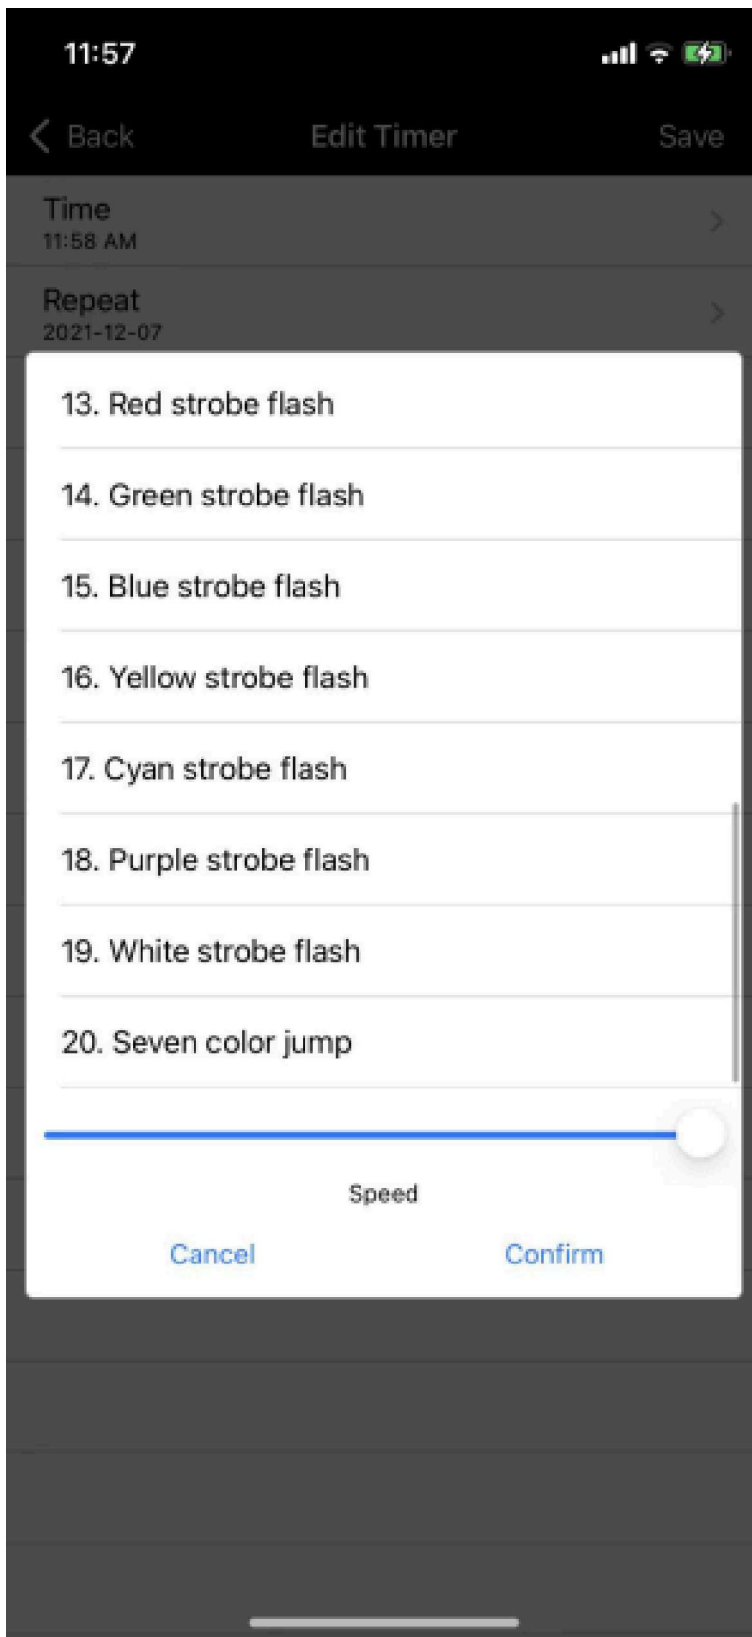 11:57
Back Edit Timer Save
Time
11:58 AM
Repeat
2021-12-07
13. Red strobe flash
14. Green strobe flash
15. Blue strobe flash
16. Yellow strobe flash
17. Cyan strobe flash
18. Purple strobe flash
19. White strobe flash
20. Seven color jump
Speed
Cancel Confirm